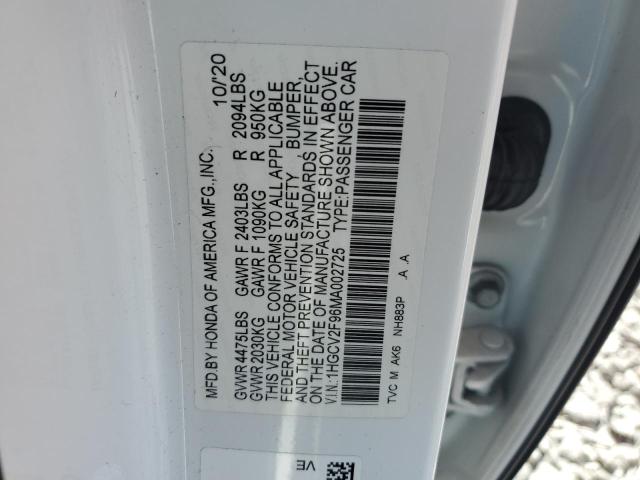 MFD.BY HONDA OF AMERICA MFG.,INC. 10/'20
GVWR 4475LBS GAWR F 2403LBS R 2094LBS
GVWR 2030KG GAWR F 1090KG R 950KG
THIS VEHICLE CONFORMS TO ALL APPLICABLE
FEDERAL MOTOR VEHICLE SAFETY , BUMPER,
AND THEFT PREVENTION STANDARDS IN EFFECT
ON THE DATE OF MANUFACTURE SHOWN ABOVE.
V.I.N.:1HGCV2F96MA002725 TYPE:PASSENGER CAR
TVC M AK6 NH883P A .A
VE